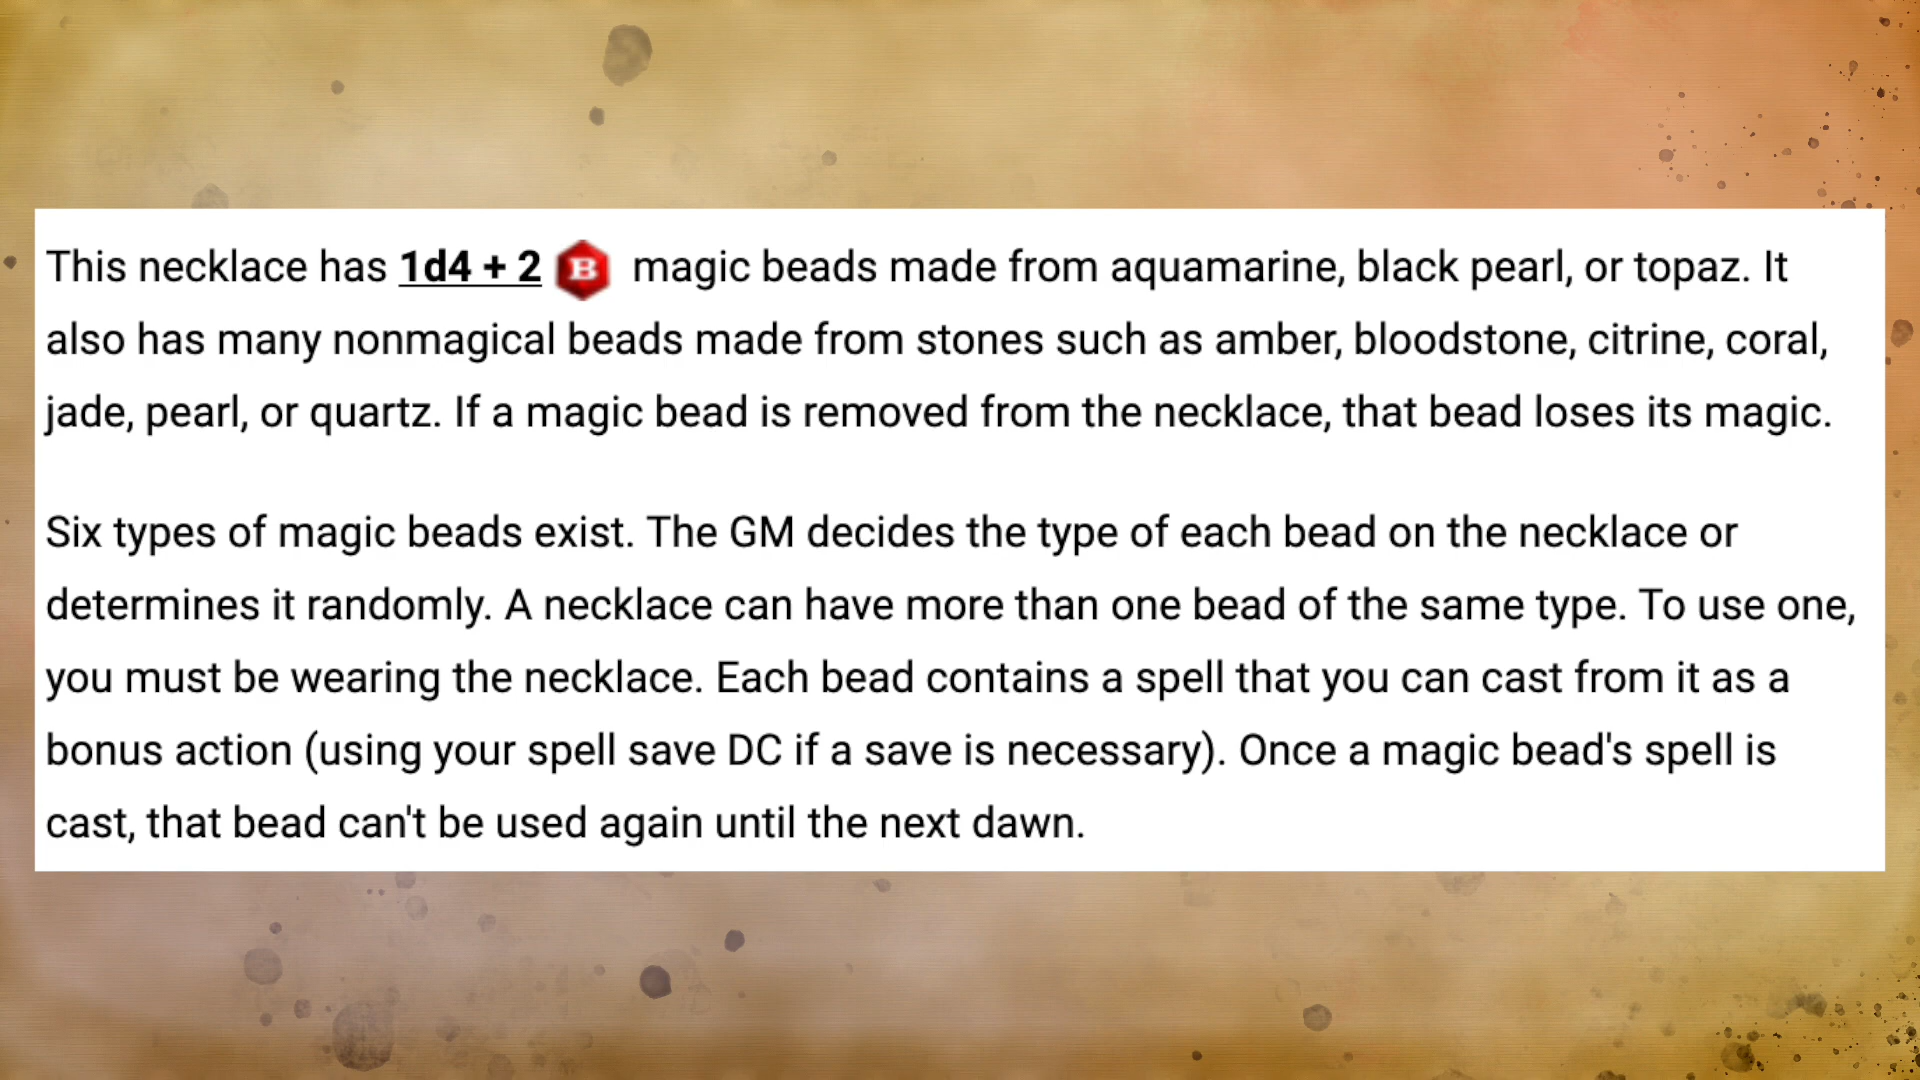 This necklace has 1d4 + 2 B magic beads made from aquamarine, black pearl, or topaz. It
also has many nonmagical beads made from stones such as amber, bloodstone, citrine, coral,
jade, pearl, or quartz. If a magic bead is removed from the necklace, that bead loses its magic.
Six types of magic beads exist. The GM decides the type of each bead on the necklace or
determines it randomly. A necklace can have more than one bead of the same type. To use one,
you must be wearing the necklace. Each bead contains a spell that you can cast from it as a
bonus action (using your spell save DC if a save is necessary). Once a magic bead's spell is
cast, that bead can't be used again until the next dawn.